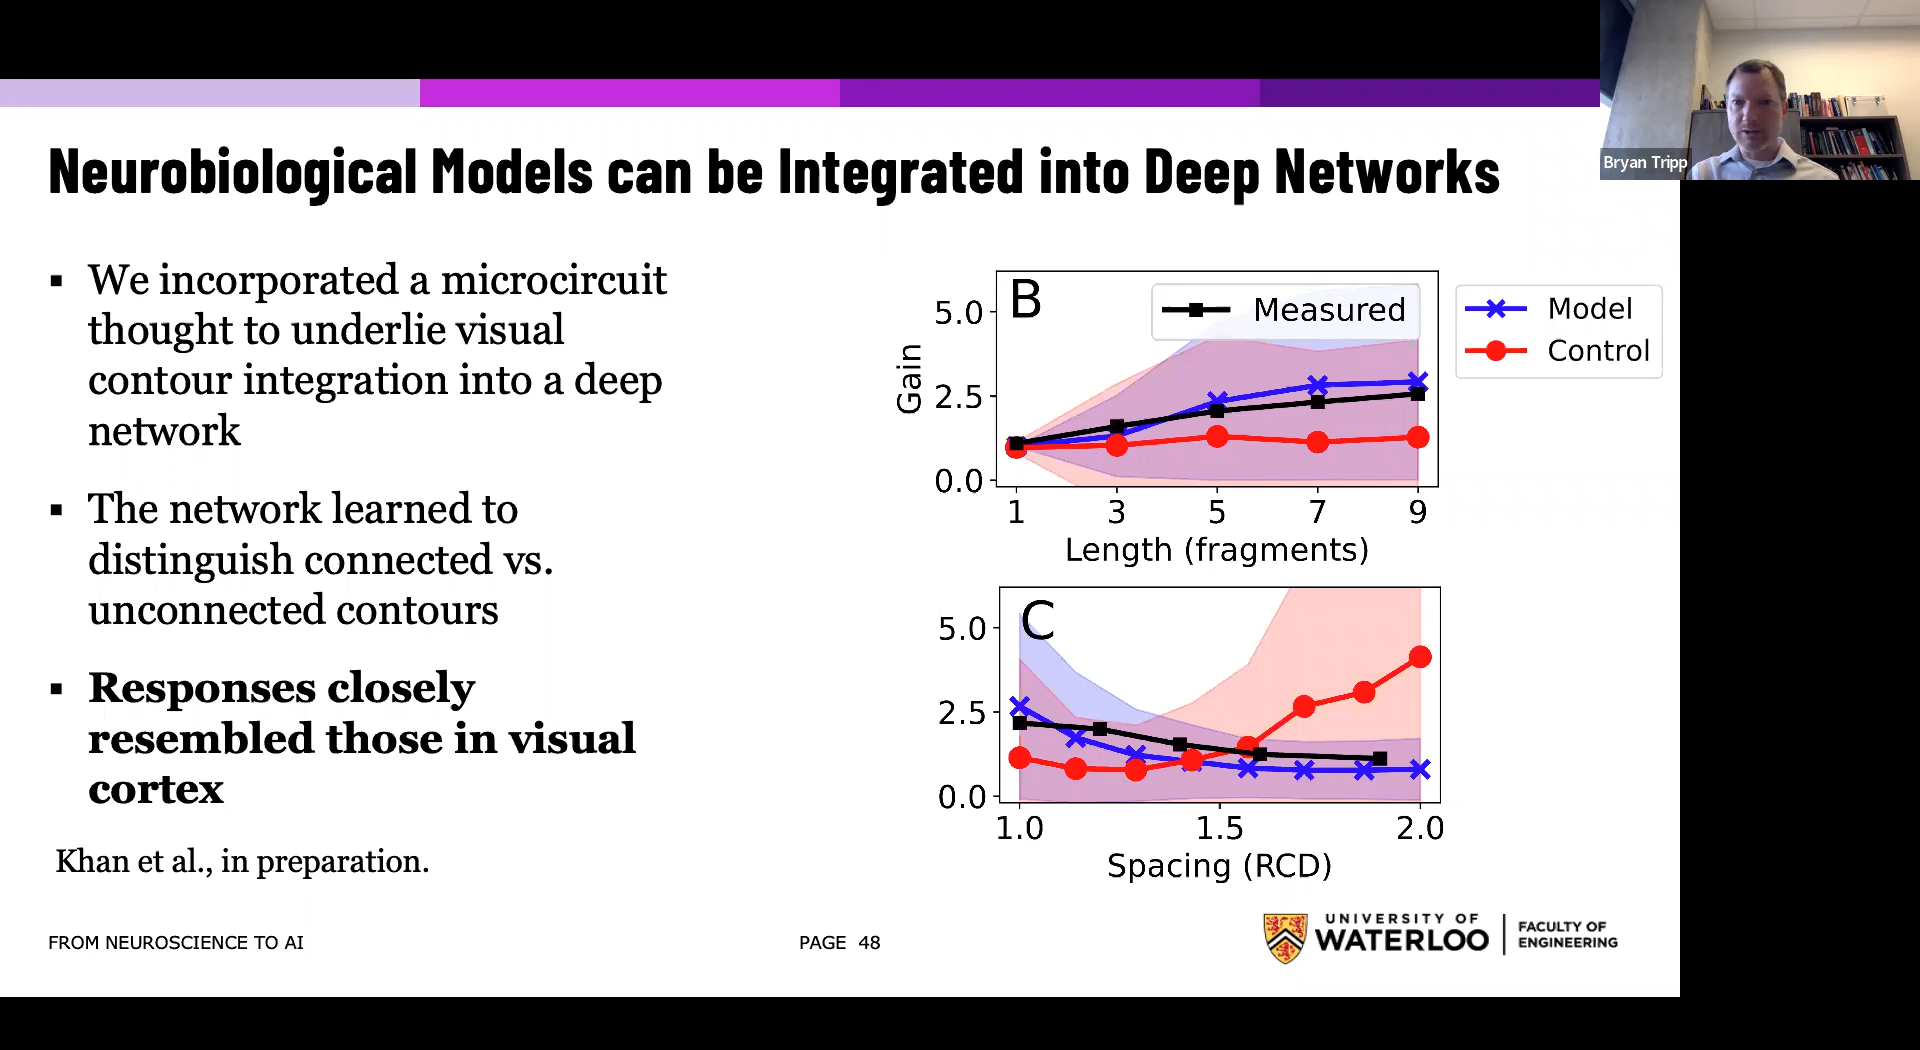 Bryan Tripp
Neurobiological Models can be Integrated into Deep Networks
▪ We incorporated a microcircuit
thought to underlie visual
contour integration into a deep
network
▪ The network learned to
distinguish connected vs.
unconnected contours
▪ Responses closely
resembled those in visual
cortex
Khan et al., in preparation.
B
Measured
Model
Control
Gain
5.0
2.5
0.0
1 3 5 7 9
Length (fragments)
C
5.0
2.5
0.0
1.0 1.5 2.0
Spacing (RCD)
FROM NEUROSCIENCE TO AI
PAGE 48
UNIVERSITY OF
WATERLOO
FACULTY OF
ENGINEERING